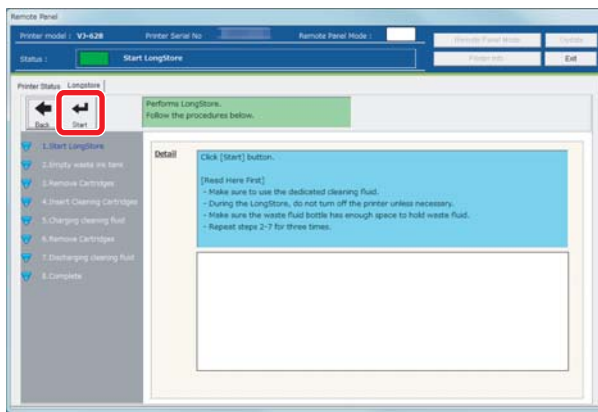 Remote Panel
Printer model : VJ-628 Printer Serial No Remote Panel Mode :
Remote Panel Mode
Status : Start LongStore
Printer Info Exit
Printer Status Longstore
Back Start
Performs LongStore.
Follow the procedures below.
1.Start LongStore
2.Empty waste ink tank
3.Remove Cartridges
4.Insert Cleaning Cartridges
5.Charging cleaning fluid
6.Remove Cartridges
7.Discharging cleaning fluid
8.Complete
Detail
Click [Start] button.
[Read Here First]
- Make sure to use the dedicated cleaning fluid.
- During the LongStore, do not turn off the printer unless necessary.
- Make sure the waste fluid bottle has enough space to hold waste fluid.
- Repeat steps 2-7 for three times.